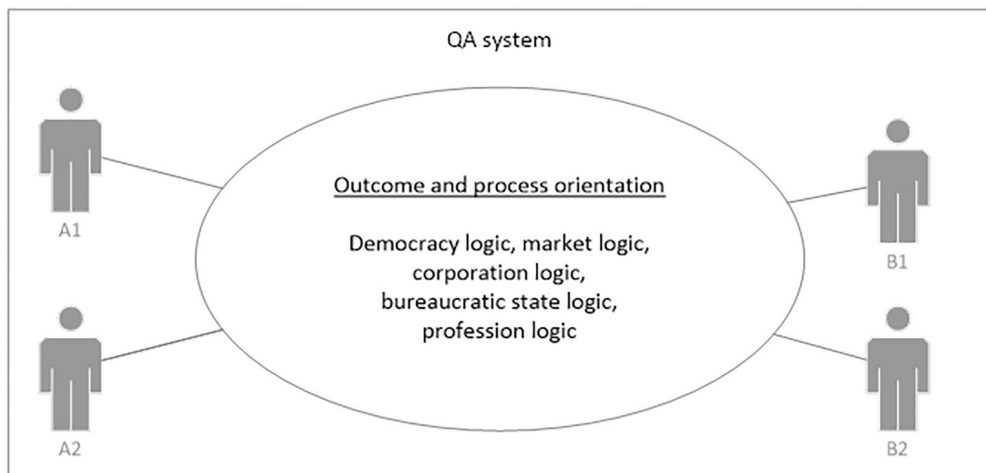 QA system
A1
Outcome and process orientation
Democracy logic, market logic,
corporation logic,
bureaucratic state logic,
profession logic
B1
A2
B2